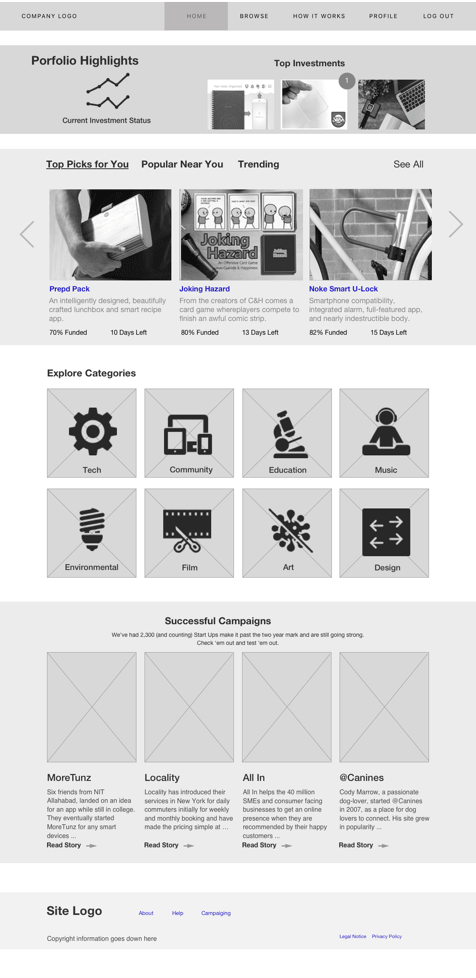 COMPANY LOGO
HOME
BROWSE
HOW IT WORKS
PROFILE
LOG OUT
Porfolio Highlights
Top Investments
1
Current Investment Status
Top Picks for You
Popular Near You
Trending
See All
Joking
Hazard
An Offensive Card Game
Prepd Pack
Joking Hazard
Noke Smart U-Lock
An intelligently designed, beautifully
crafted lunchbox and smart recipe
app.
From the creators of C&H comes a
card game whereplayers compete to
finish an awful comic strip.
Smartphone compatibility,
integrated alarm, full-featured app,
and nearly indestructible body.
70% Funded
10 Days Left
80% Funded
13 Days Left
82% Funded
15 Days Left
Explore Categories
Tech
Community
Education
Music
Environmental
Film
Art
Design
Successful Campaigns
We've had 2,300 (and counting) Start Ups make it past the two year mark and are still going strong.
Check 'em out and test 'em out.
MoreTunz
Six friends from NIT
Allahabad, landed on an idea
for an app while still in college.
They eventually started
MoreTunz for any smart
devices ...
Read Story
Locality
Locality has introduced their
services in New York for daily
commuters initially for weekly
and monthly booking and have
made the pricing simple at …
Read Story
All In
All In helps the 40 million
SMEs and consumer facing
businesses to get an online
presence when they are
recommended by their happy
customers ...
Read Story
@Canines
Cody Marrow, a passionate
dog-lover, started @Canines
in 2007, as a place for dog
lovers to connect. His site grew
in popularity ...
Read Story
Site Logo
About
Help
Campaiging
Copyright information goes down here
Legal Notice
Privacy Policy